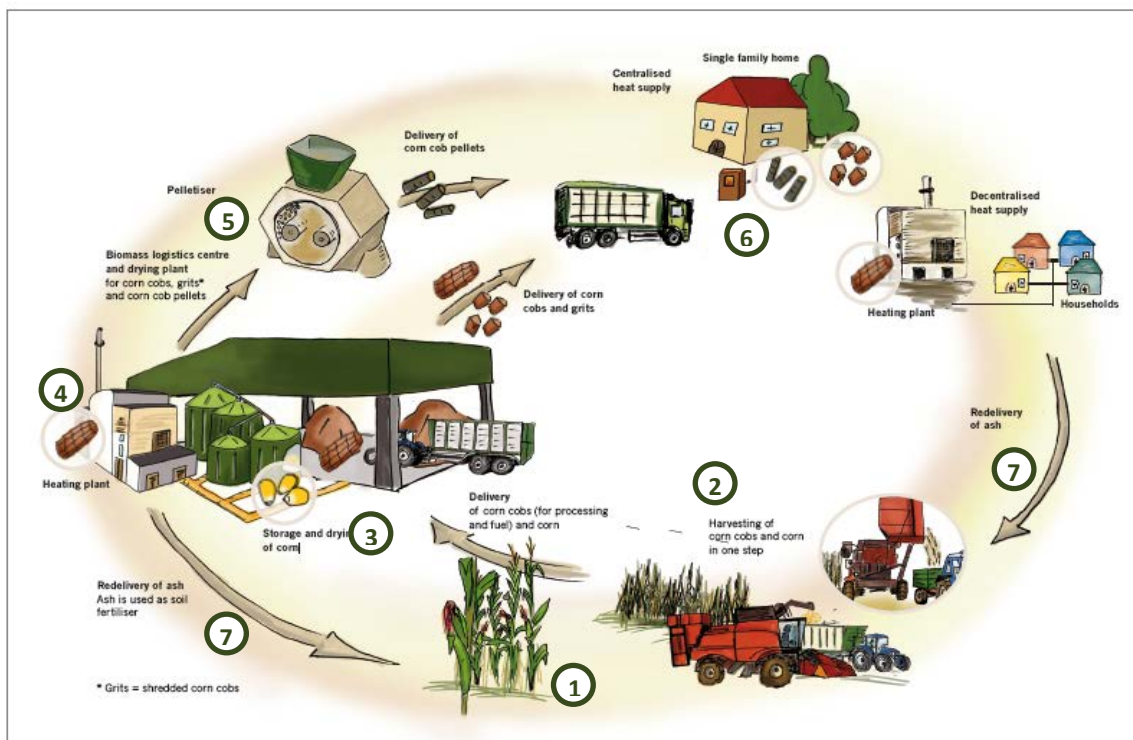 Single family home
Centralised
heat supply
Delivery of
corn cob pellets
Pelletiser
5
6
Decentralised
heat supply
Biomass logistics centre
and drying plant
for corn cobs, grits*
and corn cob pellets
Delivery of corn
cobs and grits
Heating plant
Households
4
Heating plant
Redelivery
of ash
7
2
Delivery
of corn cobs (for processing
and fuel) and corn
Harvesting of
corn cobs and corn
in one step
Storage and dryin
of corn
3
Redelivery of ash
Ash is used as soil
fertiliser
7
1
* Grits = shredded corn cobs